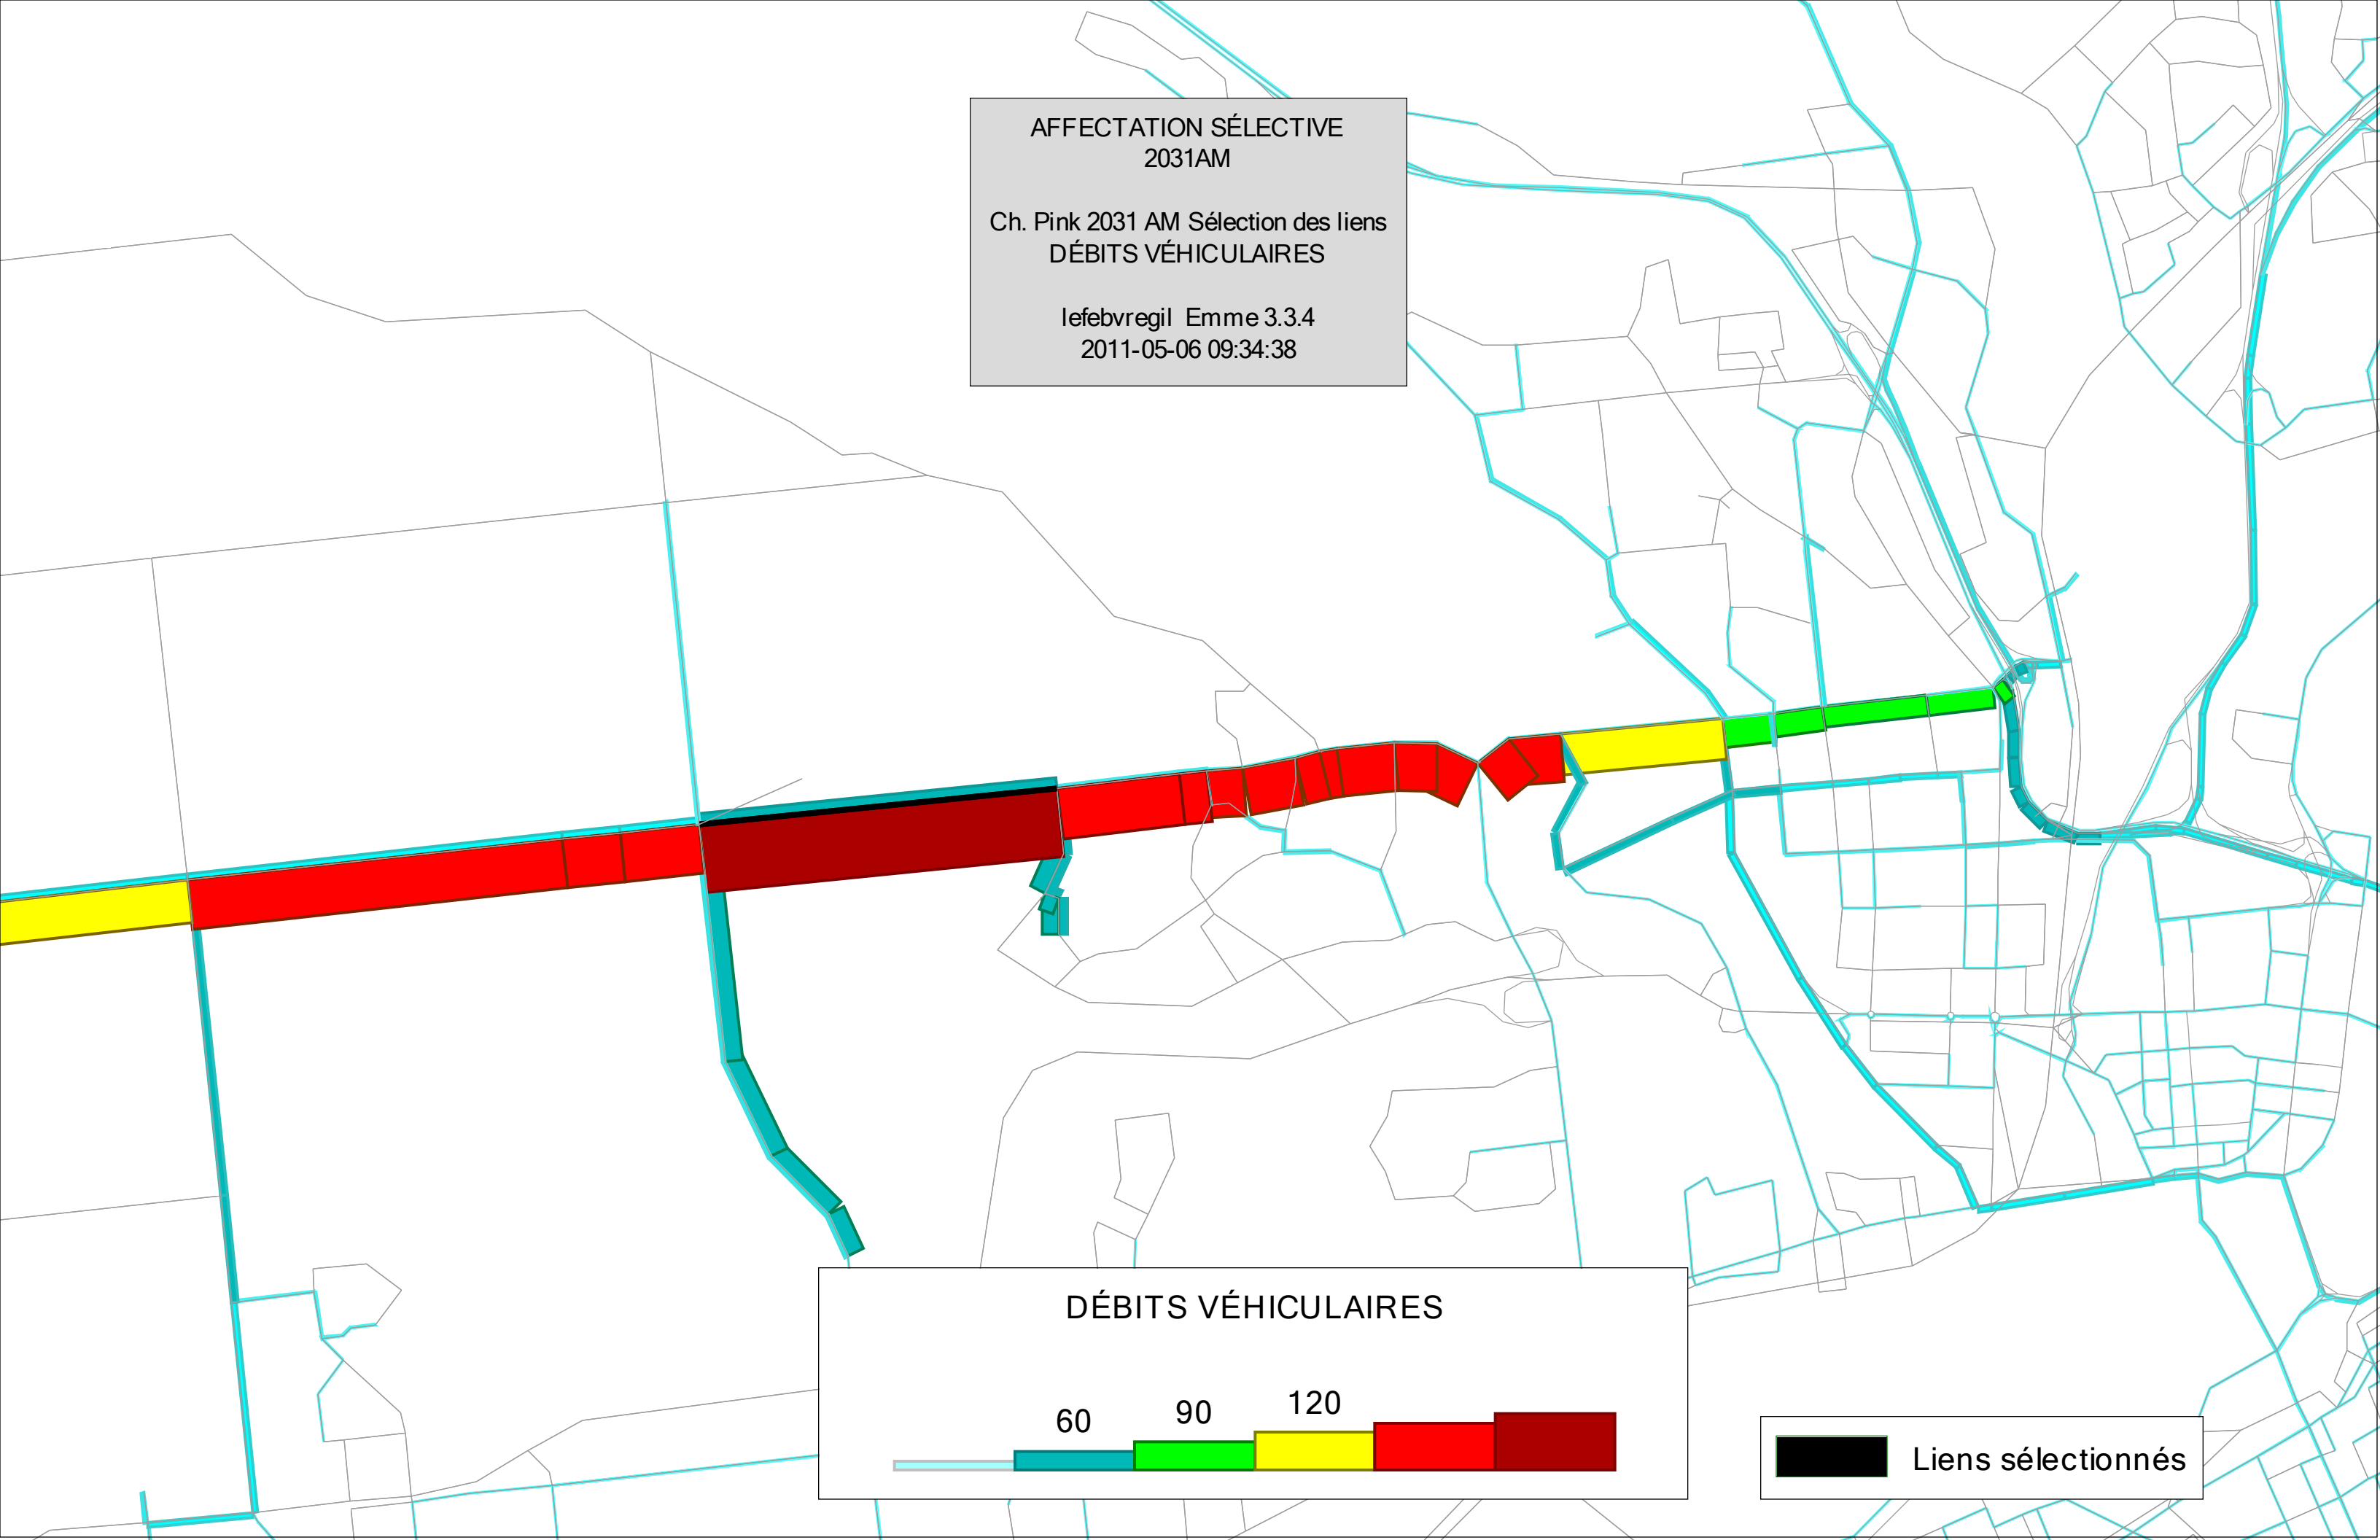 AFFECTATION SÉLECTIVE
2031AM
Ch. Pink 2031 AM Sélection des liens
DÉBITS VÉHICULAIRES
lefebvregil Emme 3.3.4
2011-05-06 09:34:38
DÉBITS VÉHICULAIRES
60 90 120
Liens sélectionnés